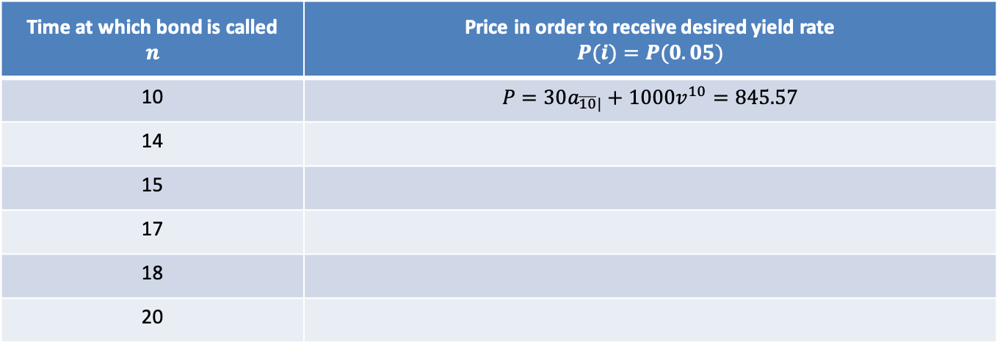 Time at which bond is called
n
Price in order to receive desired yield rate
P(i) = P(0.05)
10
P = 30a_{\overline{10}|} + 1000v^{10} = 845.57
14
15
17
18
20